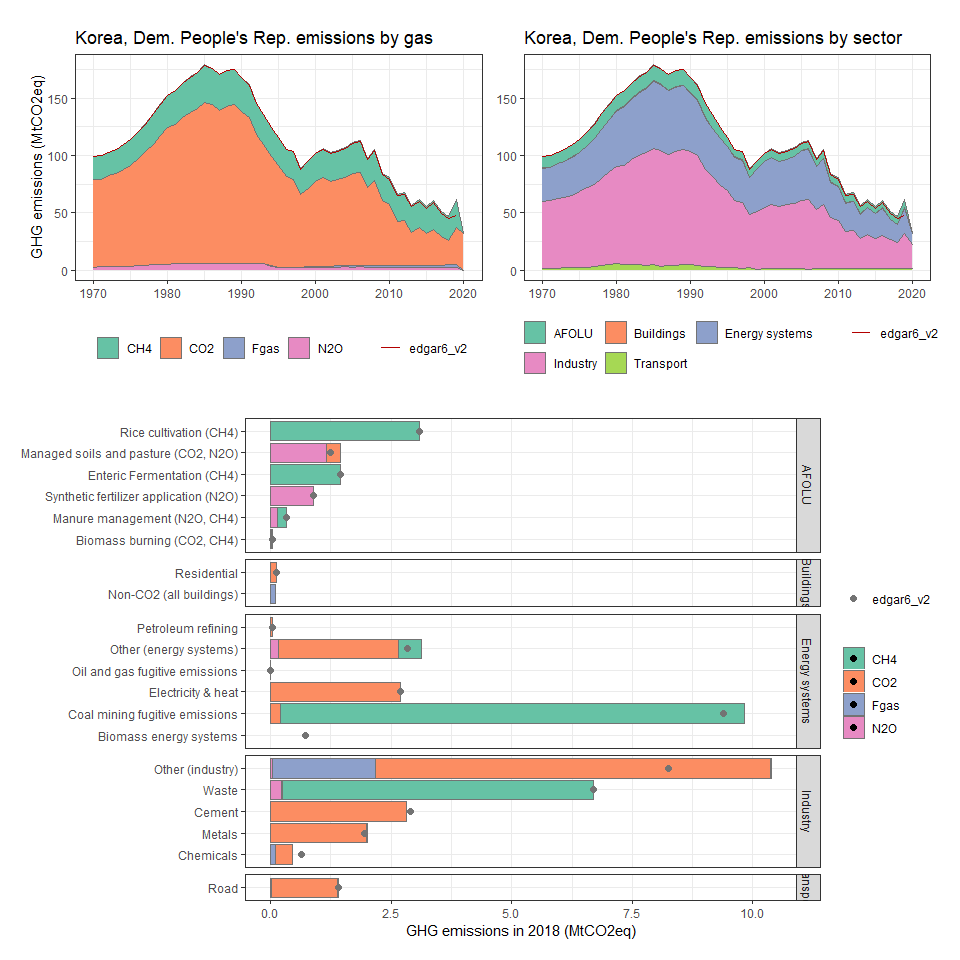 Korea, Dem. People's Rep. emissions by gas
GHG emissions (MtCO2eq)
150
100
50
0
1970 1980 1990 2000 2010 2020
CH4 CO2 Fgas N2O edgar6_v2
Korea, Dem. People's Rep. emissions by sector
150
100
50
0
1970 1980 1990 2000 2010 2020
AFOLU Buildings Energy systems edgar6_v2
Industry Transport
Rice cultivation (CH4)
Managed soils and pasture (CO2, N2O)
Enteric Fermentation (CH4)
Synthetic fertilizer application (N2O)
Manure management (N2O, CH4)
Biomass burning (CO2, CH4)
AFOLU
Residential
Non-CO2 (all buildings)
Buildings
Petroleum refining
Other (energy systems)
Oil and gas fugitive emissions
Electricity & heat
Coal mining fugitive emissions
Biomass energy systems
Energy systems
Other (industry)
Waste
Cement
Metals
Chemicals
Industry
Road
ansp
0.0 2.5 5.0 7.5 10.0
GHG emissions in 2018 (MtCO2eq)
edgar6_v2
CH4
CO2
Fgas
N2O